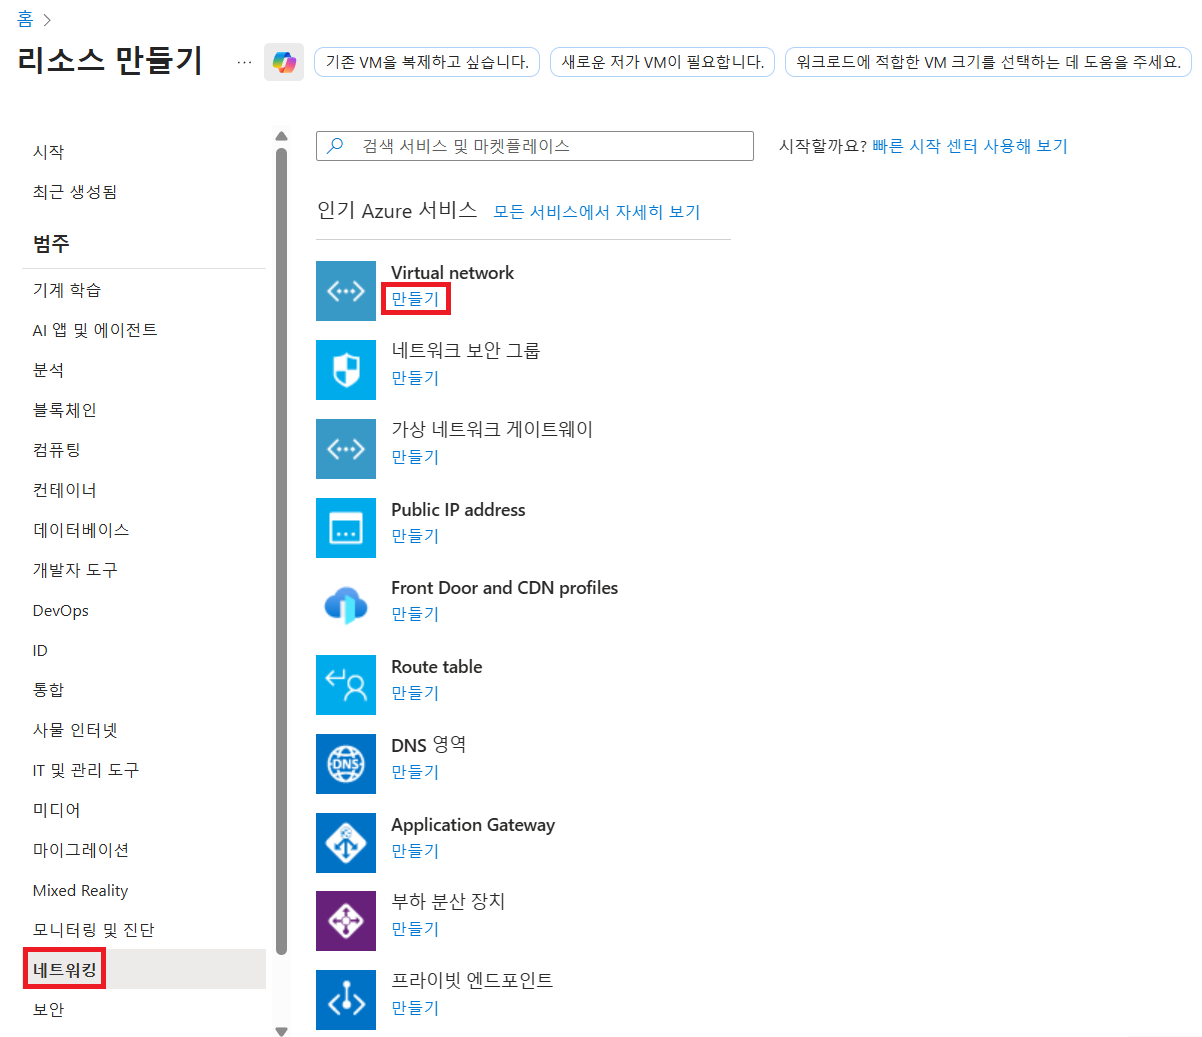 홈
리소스 만들기
기존 VM을 복제하고 싶습니다.
새로운 저가 VM이 필요합니다.
워크로드에 적합한 VM 크기를 선택하는 데 도움을 주세요.
시작
최근 생성됨
범주
기계 학습
AI 앱 및 에이전트
분석
블록체인
컴퓨팅
컨테이너
데이터베이스
개발자 도구
DevOps
ID
통합
사물 인터넷
IT 및 관리 도구
미디어
마이그레이션
Mixed Reality
모니터링 및 진단
네트워킹
보안
검색 서비스 및 마켓플레이스
시작할까요? 빠른 시작 센터 사용해 보기
인기 Azure 서비스 모든 서비스에서 자세히 보기
Virtual network
만들기
네트워크 보안 그룹
만들기
가상 네트워크 게이트웨이
만들기
Public IP address
만들기
Front Door and CDN profiles
만들기
Route table
만들기
DNS
DNS 영역
만들기
Application Gateway
만들기
부하 분산 장치
만들기
프라이빗 엔드포인트
만들기